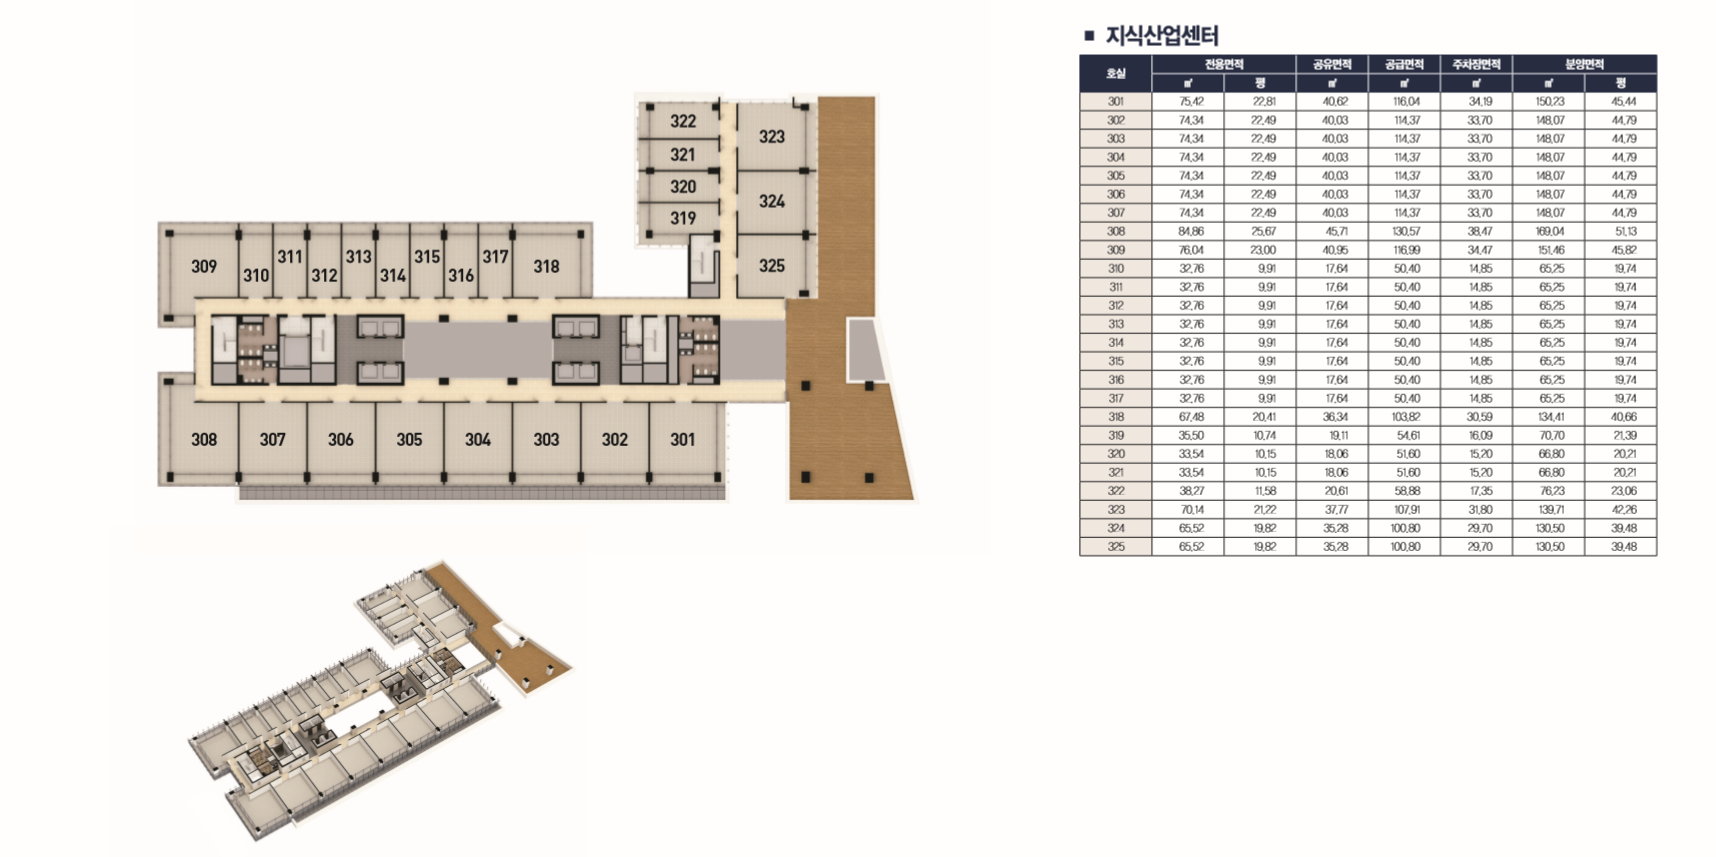 322
323
321
320
324
319
325
309
310
311
312
313
314
315
316
317
318
308
307
306
305
304
303
302
301
■ 지식산업센터
호실 전용면적 공유면적 공급면적 주차장면적 분양면적
㎡ 평 ㎡ ㎡ ㎡ ㎡ 평
301 75.42 22.81 40.62 116.04 34.19 150.23 45.44
302 74.34 22.49 40.03 114.37 33.70 148.07 44.79
303 74.34 22.49 40.03 114.37 33.70 148.07 44.79
304 74.34 22.49 40.03 114.37 33.70 148.07 44.79
305 74.34 22.49 40.03 114.37 33.70 148.07 44.79
306 74.34 22.49 40.03 114.37 33.70 148.07 44.79
307 74.34 22.49 40.03 114.37 33.70 148.07 44.79
308 84.86 25.67 45.71 130.57 38.47 169.04 51.13
309 76.04 23.00 40.95 116.99 34.47 151.46 45.82
310 32.76 9.91 17.64 50.40 14.85 65.25 19.74
311 32.76 9.91 17.64 50.40 14.85 65.25 19.74
312 32.76 9.91 17.64 50.40 14.85 65.25 19.74
313 32.76 9.91 17.64 50.40 14.85 65.25 19.74
314 32.76 9.91 17.64 50.40 14.85 65.25 19.74
315 32.76 9.91 17.64 50.40 14.85 65.25 19.74
316 32.76 9.91 17.64 50.40 14.85 65.25 19.74
317 32.76 9.91 17.64 50.40 14.85 65.25 19.74
318 67.48 20.41 36.34 103.82 30.59 134.41 40.66
319 35.50 10.74 19.11 54.61 16.09 70.70 21.39
320 33.54 10.15 18.06 51.60 15.20 66.80 20.21
321 33.54 10.15 18.06 51.60 15.20 66.80 20.21
322 38.27 11.58 20.61 58.88 17.35 76.23 23.06
323 70.14 21.22 37.77 107.91 31.80 139.71 42.26
324 65.52 19.82 35.28 100.80 29.70 130.50 39.48
325 65.52 19.82 35.28 100.80 29.70 130.50 39.48